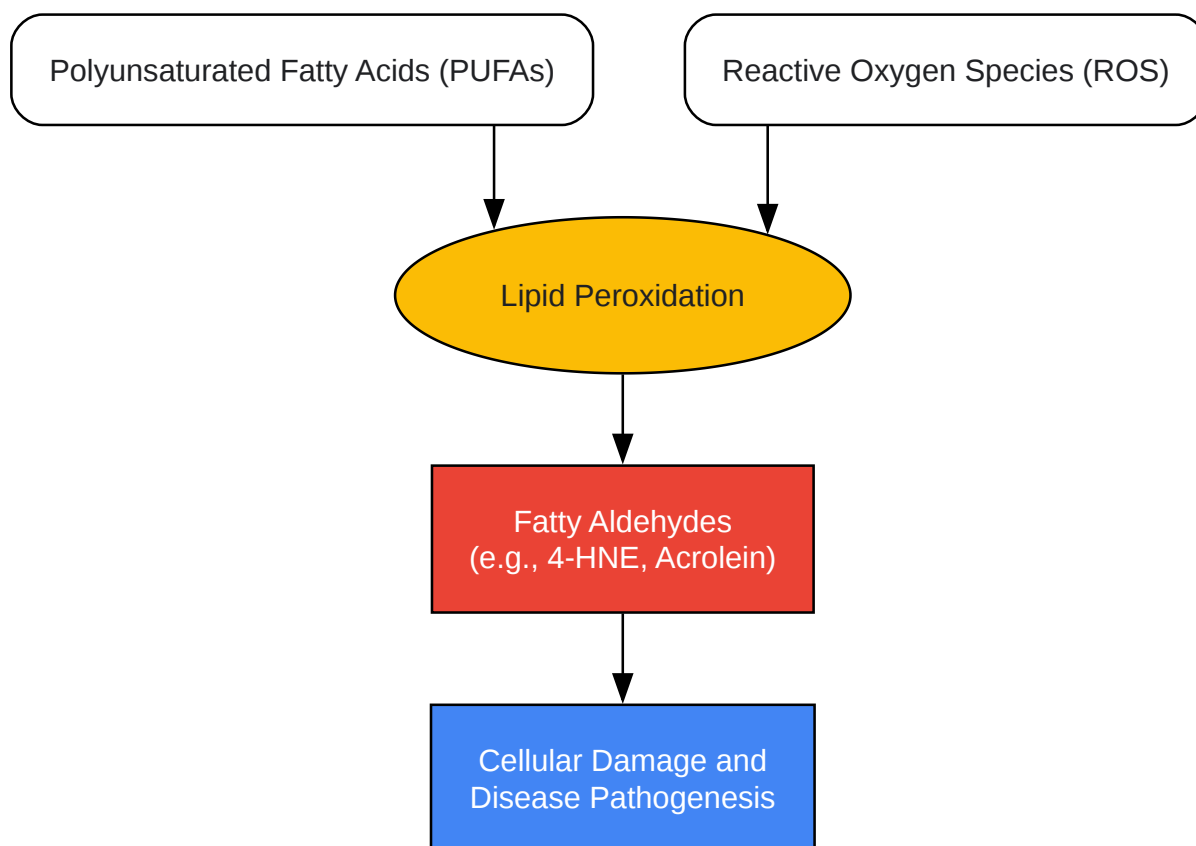 Polyunsaturated Fatty Acids (PUFAs)
Reactive Oxygen Species (ROS)
Lipid Peroxidation
Fatty Aldehydes
(e.g., 4-HNE, Acrolein)
Cellular Damage and
Disease Pathogenesis